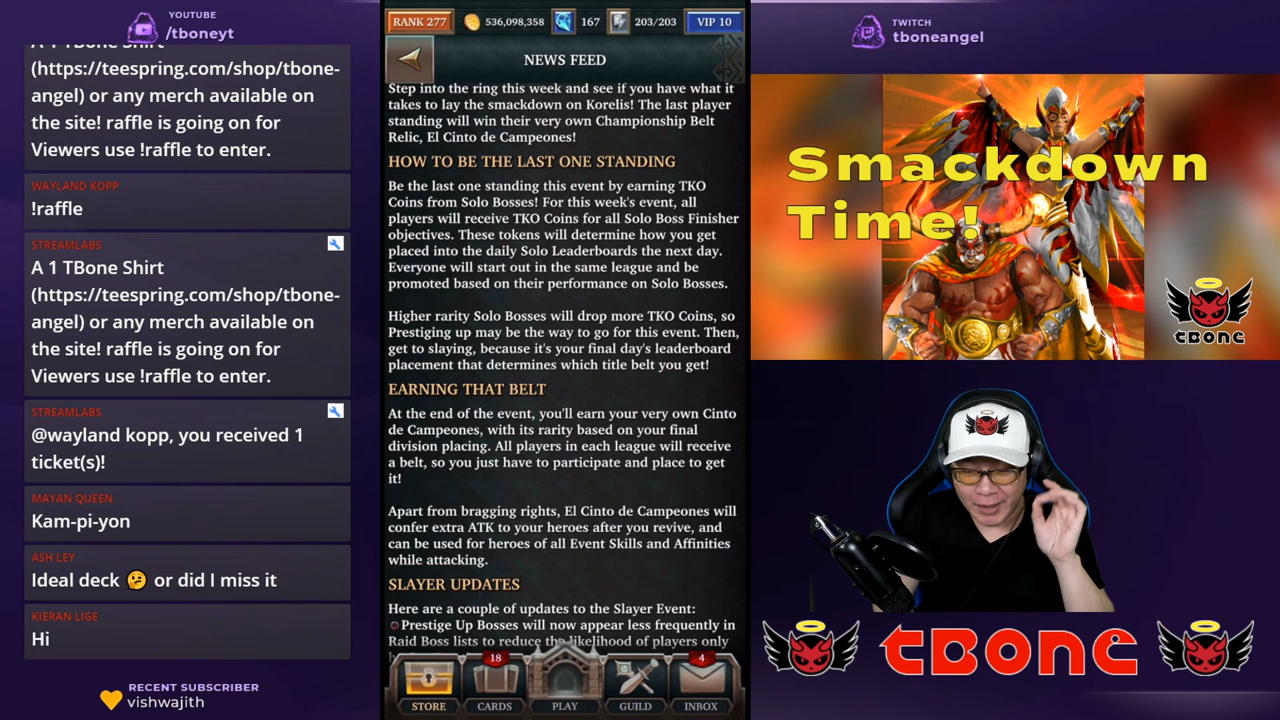 YOUTUBE
/tboneyt
A 1 TBone Shirt
(https://teespring.com/shop/tbone-
angel) or any merch available on
the site! raffle is going on for
Viewers use !raffle to enter.
WAYLAND KOPP
!raffle
STREAMLABS
A 1 TBone Shirt
(https://teespring.com/shop/tbone-
angel) or any merch available on
the site! raffle is going on for
Viewers use !raffle to enter.
STREAMLABS
@wayland kopp, you received 1
ticket(s)!
MAYAN QUEEN
Kam-pi-yon
ASH LEY
Ideal deck 🤔 or did I miss it
KIERAN LIGE
Hi
RECENT SUBSCRIBER
vishwajith
RANK 277
536,098,358
167
203/203
VIP 10
NEWS FEED
Step into the ring this week and see if you have what it
takes to lay the smackdown on Korelis! The last player
standing will win their very own Championship Belt
Relic, El Cinto de Campeones!
HOW TO BE THE LAST ONE STANDING
Be the last one standing this event by earning TKO
Coins from Solo Bosses! For this week's event, all
players will receive TKO Coins for all Solo Boss Finisher
objectives. These tokens will determine how you get
placed into the daily Solo Leaderboards the next day.
Everyone will start out in the same league and be
promoted based on their performance on Solo Bosses.
Higher rarity Solo Bosses will drop more TKO Coins, so
Prestiging up may be the way to go for this event. Then,
get to slaying, because it's your final day's leaderboard
placement that determines which title belt you get!
EARNING THAT BELT
At the end of the event, you'll earn your very own Cinto
de Campeones, with its rarity based on your final
division placing. All players in each league will receive
a belt, so you just have to participate and place to get
it!
Apart from bragging rights, El Cinto de Campeones will
confer extra ATK to your heroes after you revive, and
can be used for heroes of all Event Skills and Affinities
while attacking.
SLAYER UPDATES
Here are a couple of updates to the Slayer Event:
Prestige Up Bosses will now appear less frequently in
Raid Boss lists to reduce the likelihood of players only
18
4
STORE
CARDS
PLAY
GUILD
INBOX
TWITCH
tboneangel
Smackdown
Time!
tBONE
tBONE